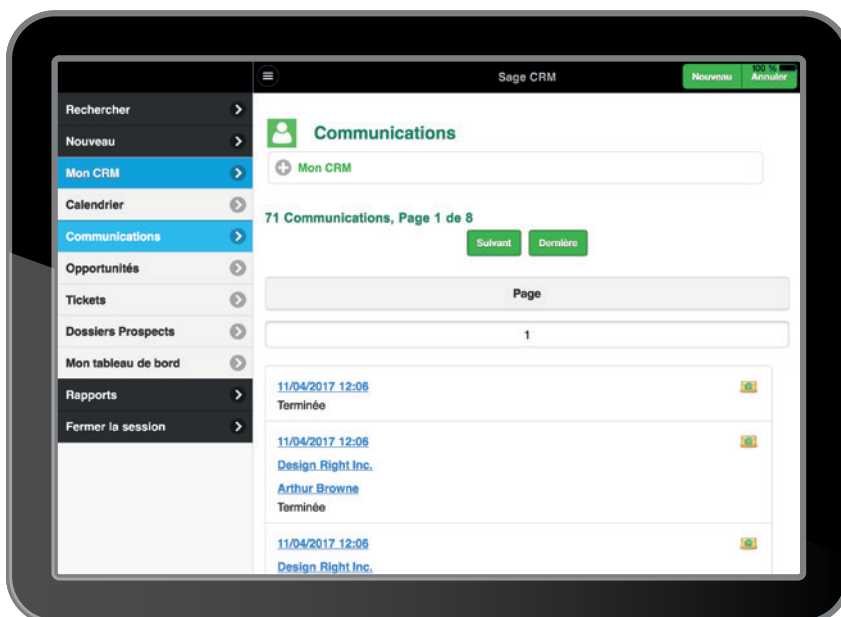 Sage CRM
Nouveau
100 %
Annuler
Rechercher
Nouveau
Mon CRM
Calendrier
Communications
Opportunités
Tickets
Dossiers Prospects
Mon tableau de bord
Rapports
Fermer la session
Communications
Mon CRM
71 Communications, Page 1 de 8
Suivant
Dernière
Page
1
11/04/2017 12:06
Terminée
11/04/2017 12:06
Design Right Inc.
Arthur Browne
Terminée
11/04/2017 12:06
Design Right Inc.